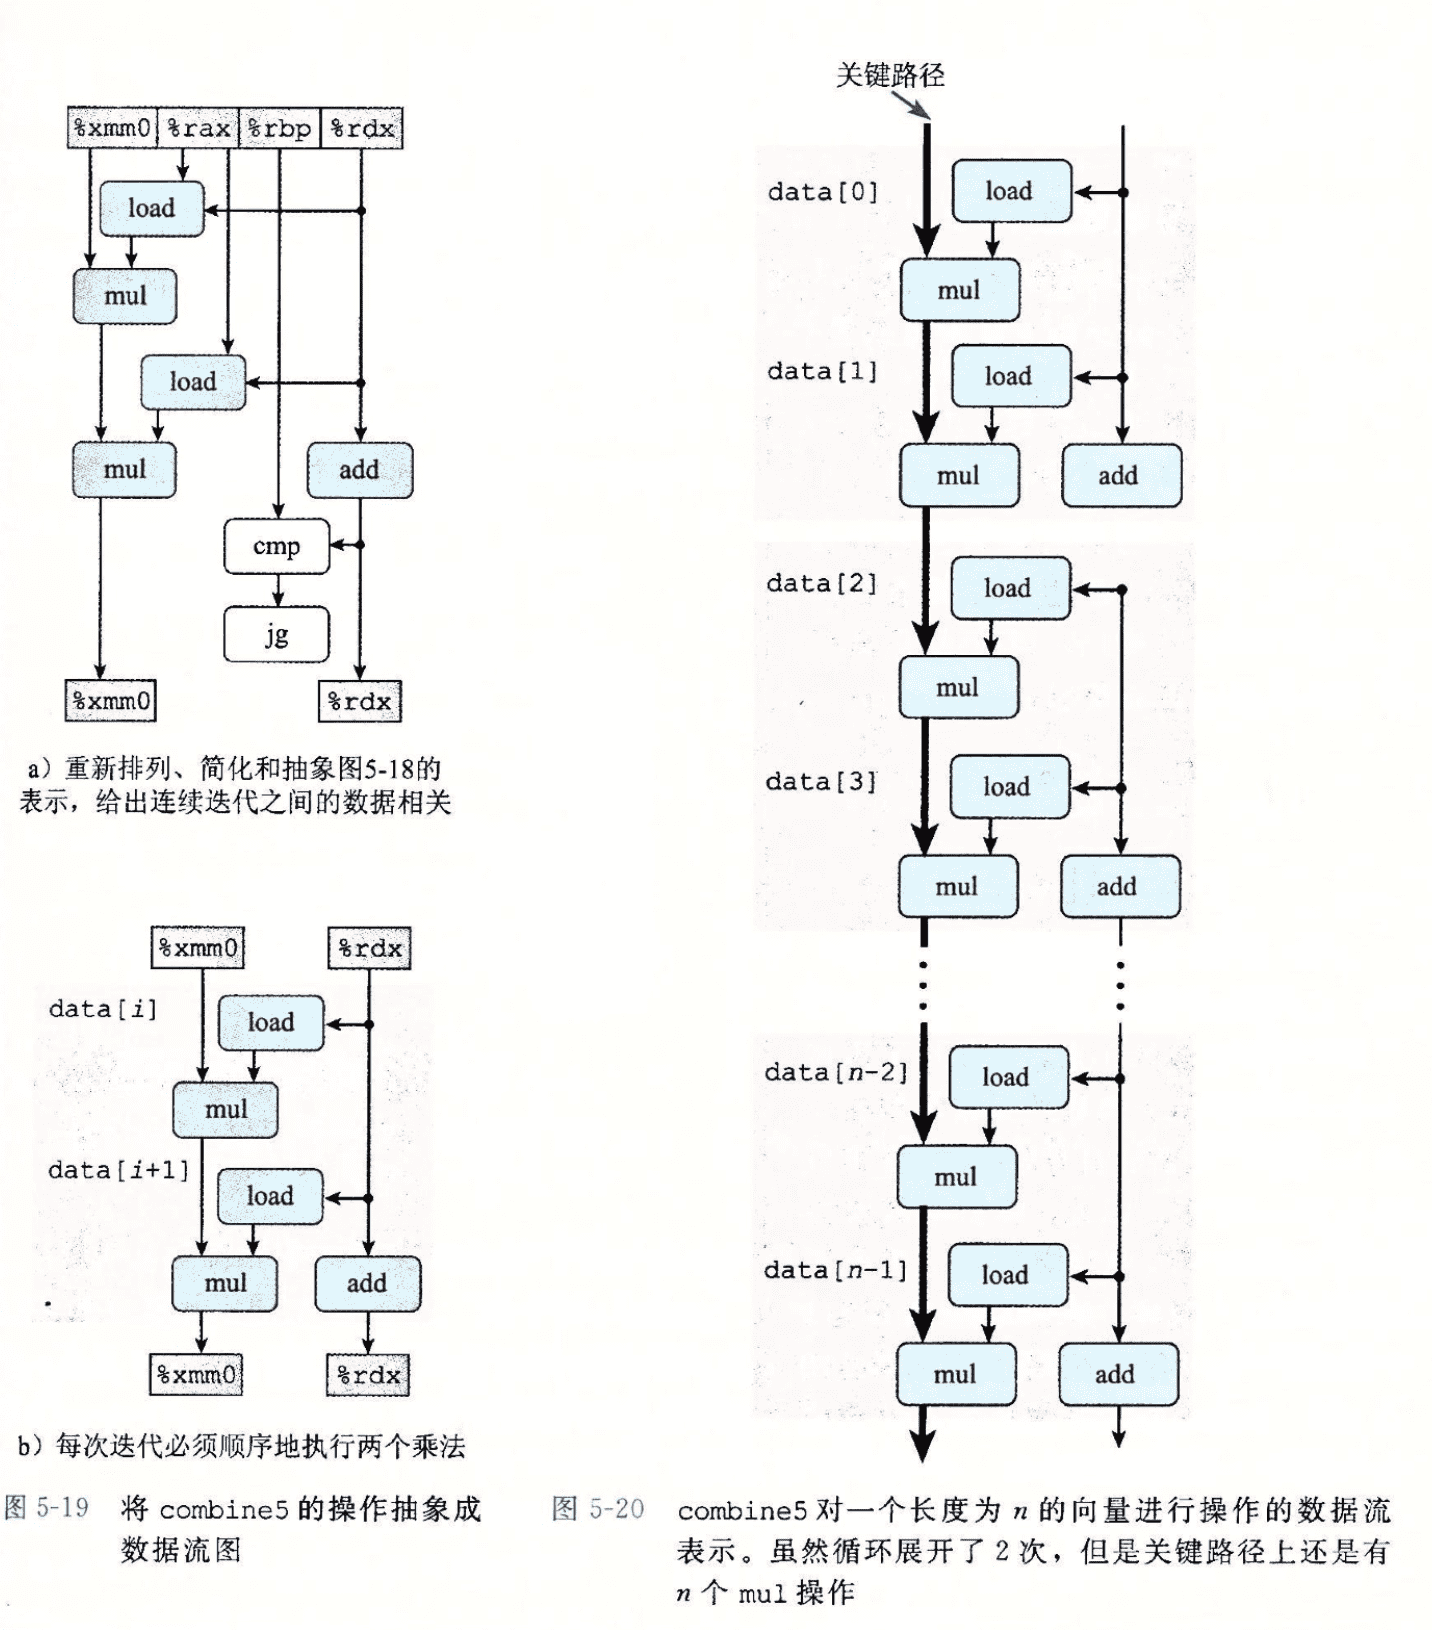 %xmm0 %rax %rbp %rdx
load
mul
load
mul
add
cmp
jg
%xmm0
%rdx
a）重新排列、简化和抽象图5-18的
表示，给出连续迭代之间的数据相关
%xmm0
%rdx
data[i]
load
mul
data[i+1]
load
mul
add
%xmm0
%rdx
b）每次迭代必须顺序地执行两个乘法
图 5-19 将 combine5 的操作抽象成
数据流图
关键路径
data[0]
load
mul
data[1]
load
mul
add
data[2]
load
mul
data[3]
load
mul
add
data[n-2]
load
mul
data[n-1]
load
mul
add
图 5-20 combine5 对一个长度为 n 的向量进行操作的数据流
表示。虽然循环展开了 2 次，但是关键路径上还是有
n 个 mul 操作